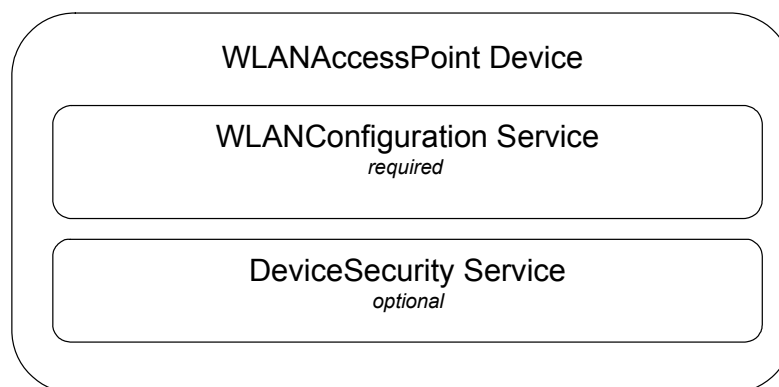 WLANAccessPoint Device
WLANConfiguration Service
required
DeviceSecurity Service
optional